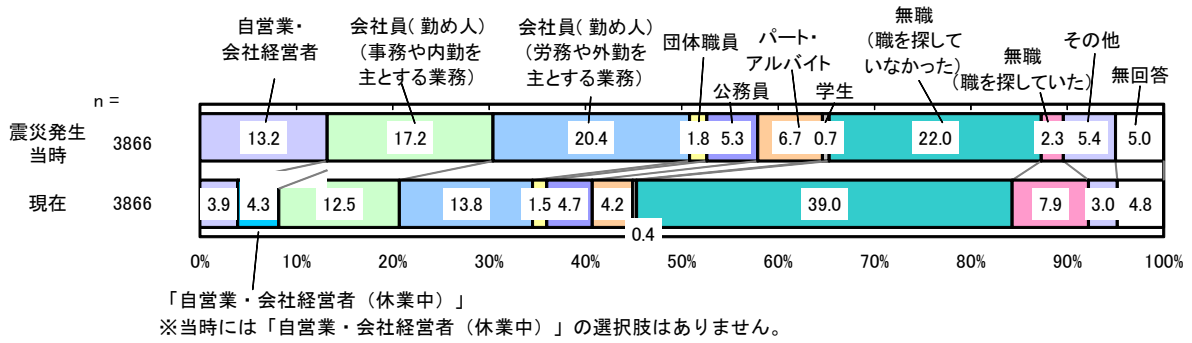 自営業・
会社経営者
会社員( 勤め人)
(事務や内勤を
主とする業務)
会社員( 勤め人)
(労務や外勤を
主とする業務)
団体職員
公務員
パート・
アルバイト
学生
無職
(職を探して
いなかった)
無職
(職を探していた)
その他
無回答
n =
震災発生
当時
3866
13.2
17.2
20.4
1.8
5.3
6.7
0.7
22.0
2.3
5.4
5.0
現在
3866
3.9
4.3
12.5
13.8
1.5
4.7
4.2
0.4
39.0
7.9
3.0
4.8
0%
10%
20%
30%
40%
50%
60%
70%
80%
90%
100%
「自営業・会社経営者（休業中）」
※当時には「自営業・会社経営者（休業中）」の選択肢はありません。